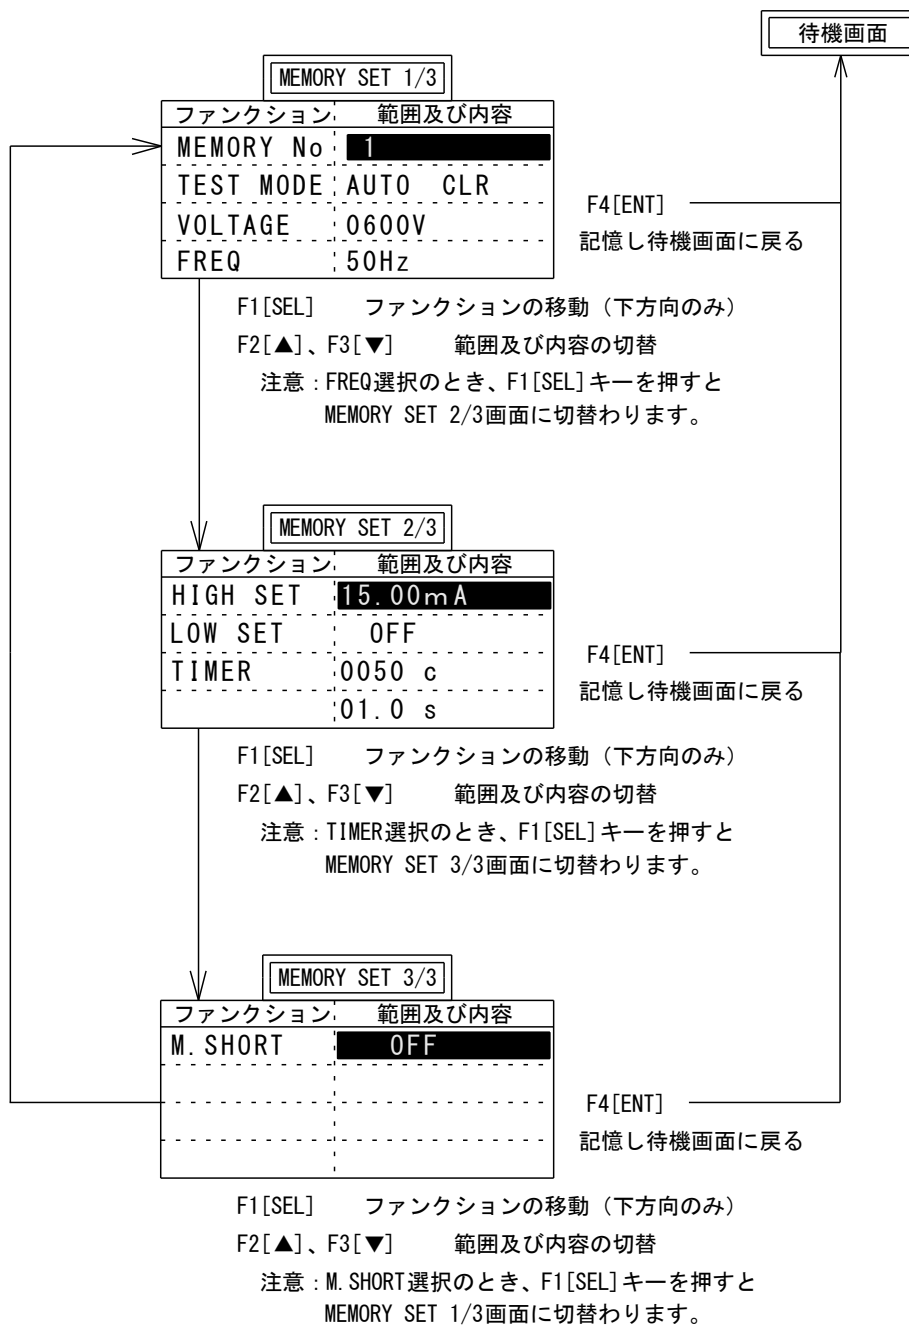 待機画面
MEMORY SET 1/3
ファンクション 範囲及び内容
MEMORY No 1
TEST MODE AUTO CLR
VOLTAGE 0600V
FREQ 50Hz
F4[ENT]
記憶し待機画面に戻る
F1[SEL] ファンクションの移動(下方向のみ)
F2[▲]、F3[▼] 範囲及び内容の切替
注意:FREQ選択のとき、F1[SEL]キーを押すと
MEMORY SET 2/3画面に切替わります。
MEMORY SET 2/3
ファンクション 範囲及び内容
HIGH SET 15.00mA
LOW SET OFF
TIMER 0050 c
01.0 s
F4[ENT]
記憶し待機画面に戻る
F1[SEL] ファンクションの移動(下方向のみ)
F2[▲]、F3[▼] 範囲及び内容の切替
注意:TIMER選択のとき、F1[SEL]キーを押すと
MEMORY SET 3/3画面に切替わります。
MEMORY SET 3/3
ファンクション 範囲及び内容
M.SHORT OFF
F4[ENT]
記憶し待機画面に戻る
F1[SEL] ファンクションの移動(下方向のみ)
F2[▲]、F3[▼] 範囲及び内容の切替
注意:M.SHORT選択のとき、F1[SEL]キーを押すと
MEMORY SET 1/3画面に切替わります。